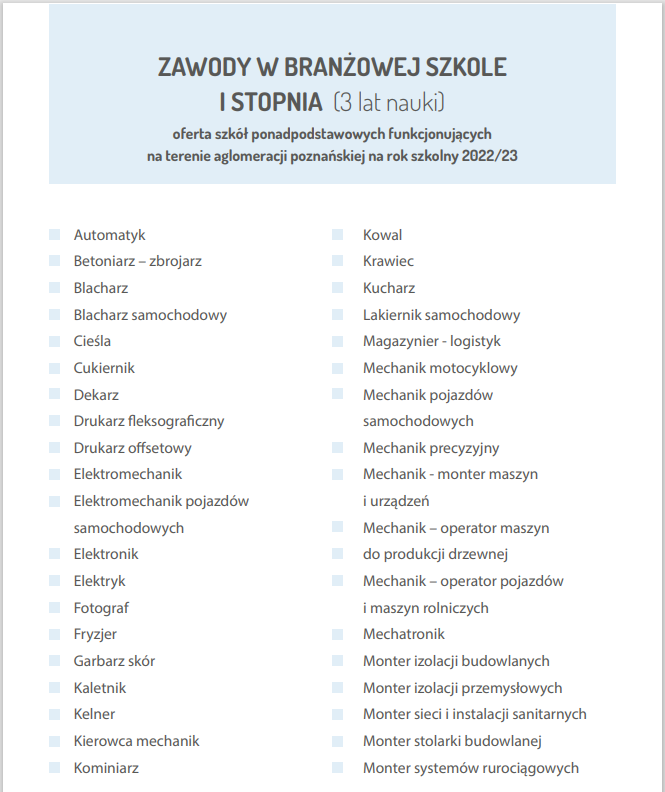 ZAWODY W BRANŻOWEJ SZKOLE
I STOPNIA (3 lat nauki)
oferta szkół ponadpodstawowych funkcjonujących
na terenie aglomeracji poznańskiej na rok szkolny 2022/23
Automatyk
Betoniarz – zbrojarz
Blacharz
Blacharz samochodowy
Cieśla
Cukiernik
Dekarz
Drukarz fleksograficzny
Drukarz offsetowy
Elektromechanik
Elektromechanik pojazdów
samochodowych
Elektronik
Elektryk
Fotograf
Fryzjer
Garbarz skór
Kaletnik
Kelner
Kierowca mechanik
Kominiarz
Kowal
Krawiec
Kucharz
Lakiernik samochodowy
Magazynier - logistyk
Mechanik motocyklowy
Mechanik pojazdów
samochodowych
Mechanik precyzyjny
Mechanik - monter maszyn
i urządzeń
Mechanik – operator maszyn
do produkcji drzewnej
Mechanik – operator pojazdów
i maszyn rolniczych
Mechatronik
Monter izolacji budowlanych
Monter izolacji przemysłowych
Monter sieci i instalacji sanitarnych
Monter stolarki budowlanej
Monter systemów rurociągowych